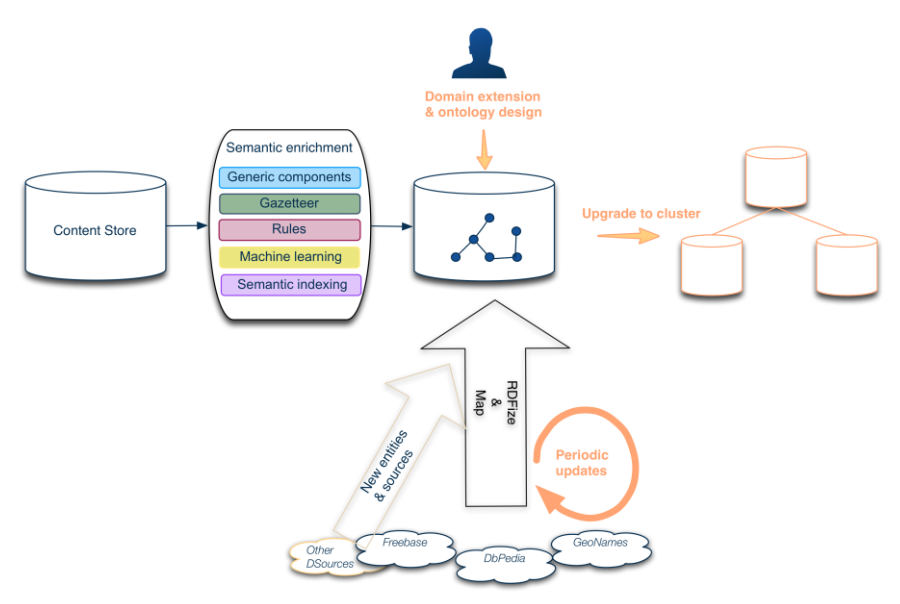 Domain extension
& ontology design
Semantic enrichment
Generic components
Gazetteer
Rules
Machine learning
Semantic indexing
Content Store
Upgrade to cluster
RDFize
&
Map
New entities
& sources
Periodic
updates
Other
DSources
Freebase
DbPedia
GeoNames